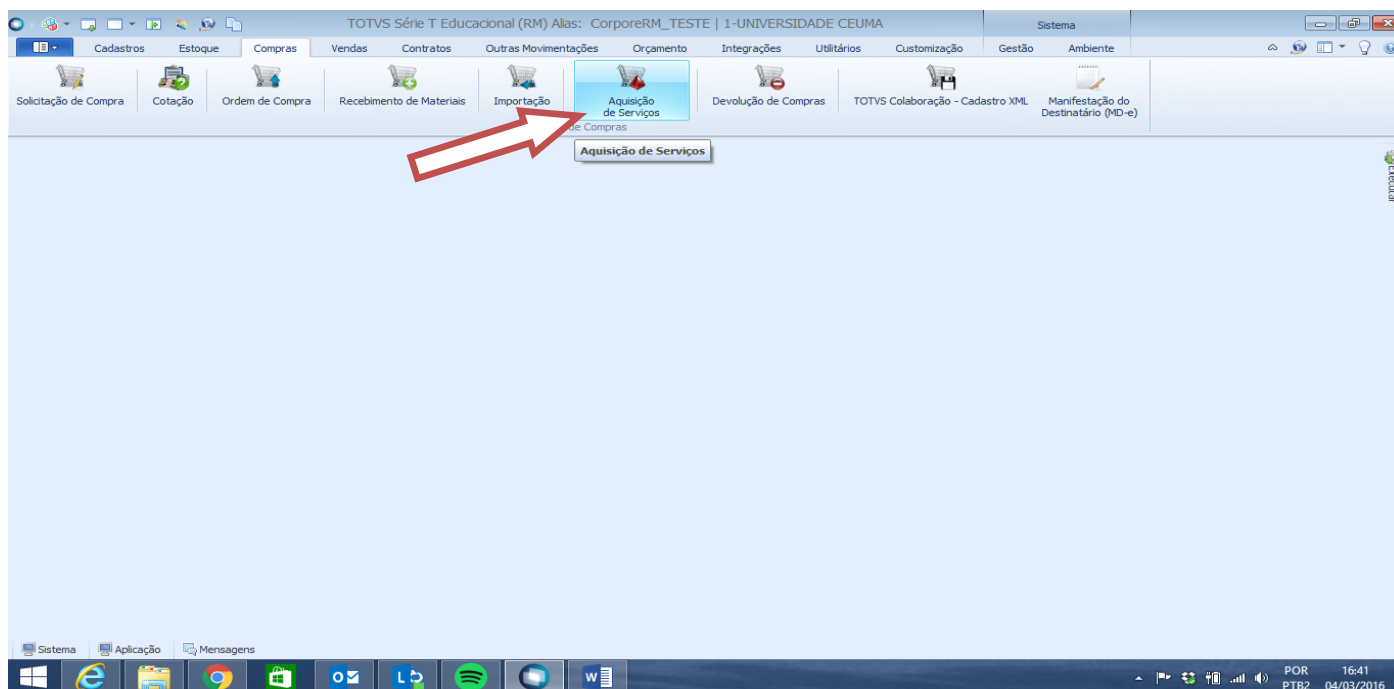 TOTVS Série T Educacional (RM) Alias: CorporeRM_TESTE | 1-UNIVERSIDADE CEUMA
Sistema
Cadastros Estoque Compras Vendas Contratos Outras Movimentações Orçamento Integrações Utilitários Customização Gestão Ambiente
Solicitação de Compra Cotação Ordem de Compra Recebimento de Materiais Importação Aquisição de Serviços Devolução de Compras TOTVS Colaboração - Cadastro XML Manifestação do Destinatário (MD-e)
de Compras
Aquisição de Serviços
Executar
Sistema Aplicação Mensagens
POR 16:41
PTB2 04/03/2016